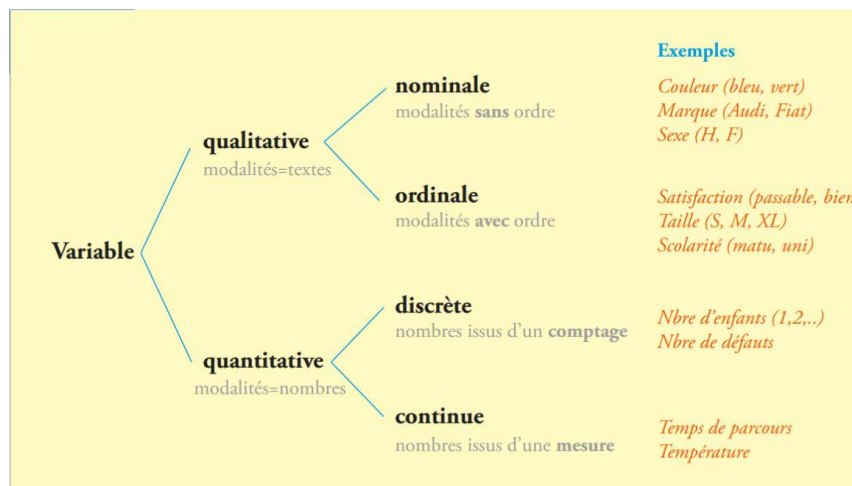 Exemples
nominale
modalités sans ordre
Couleur (bleu, vert)
Marque (Audi, Fiat)
Sexe (H, F)
qualitative
modalités=textes
ordinale
modalités avec ordre
Satisfaction (passable, bien
Taille (S, M, XL)
Scolarité (matu, uni)
Variable
discrète
nombres issus d'un comptage
Nbre d'enfants (1,2,..)
Nbre de défauts
quantitative
modalités=nombres
continue
nombres issus d'une mesure
Temps de parcours
Température